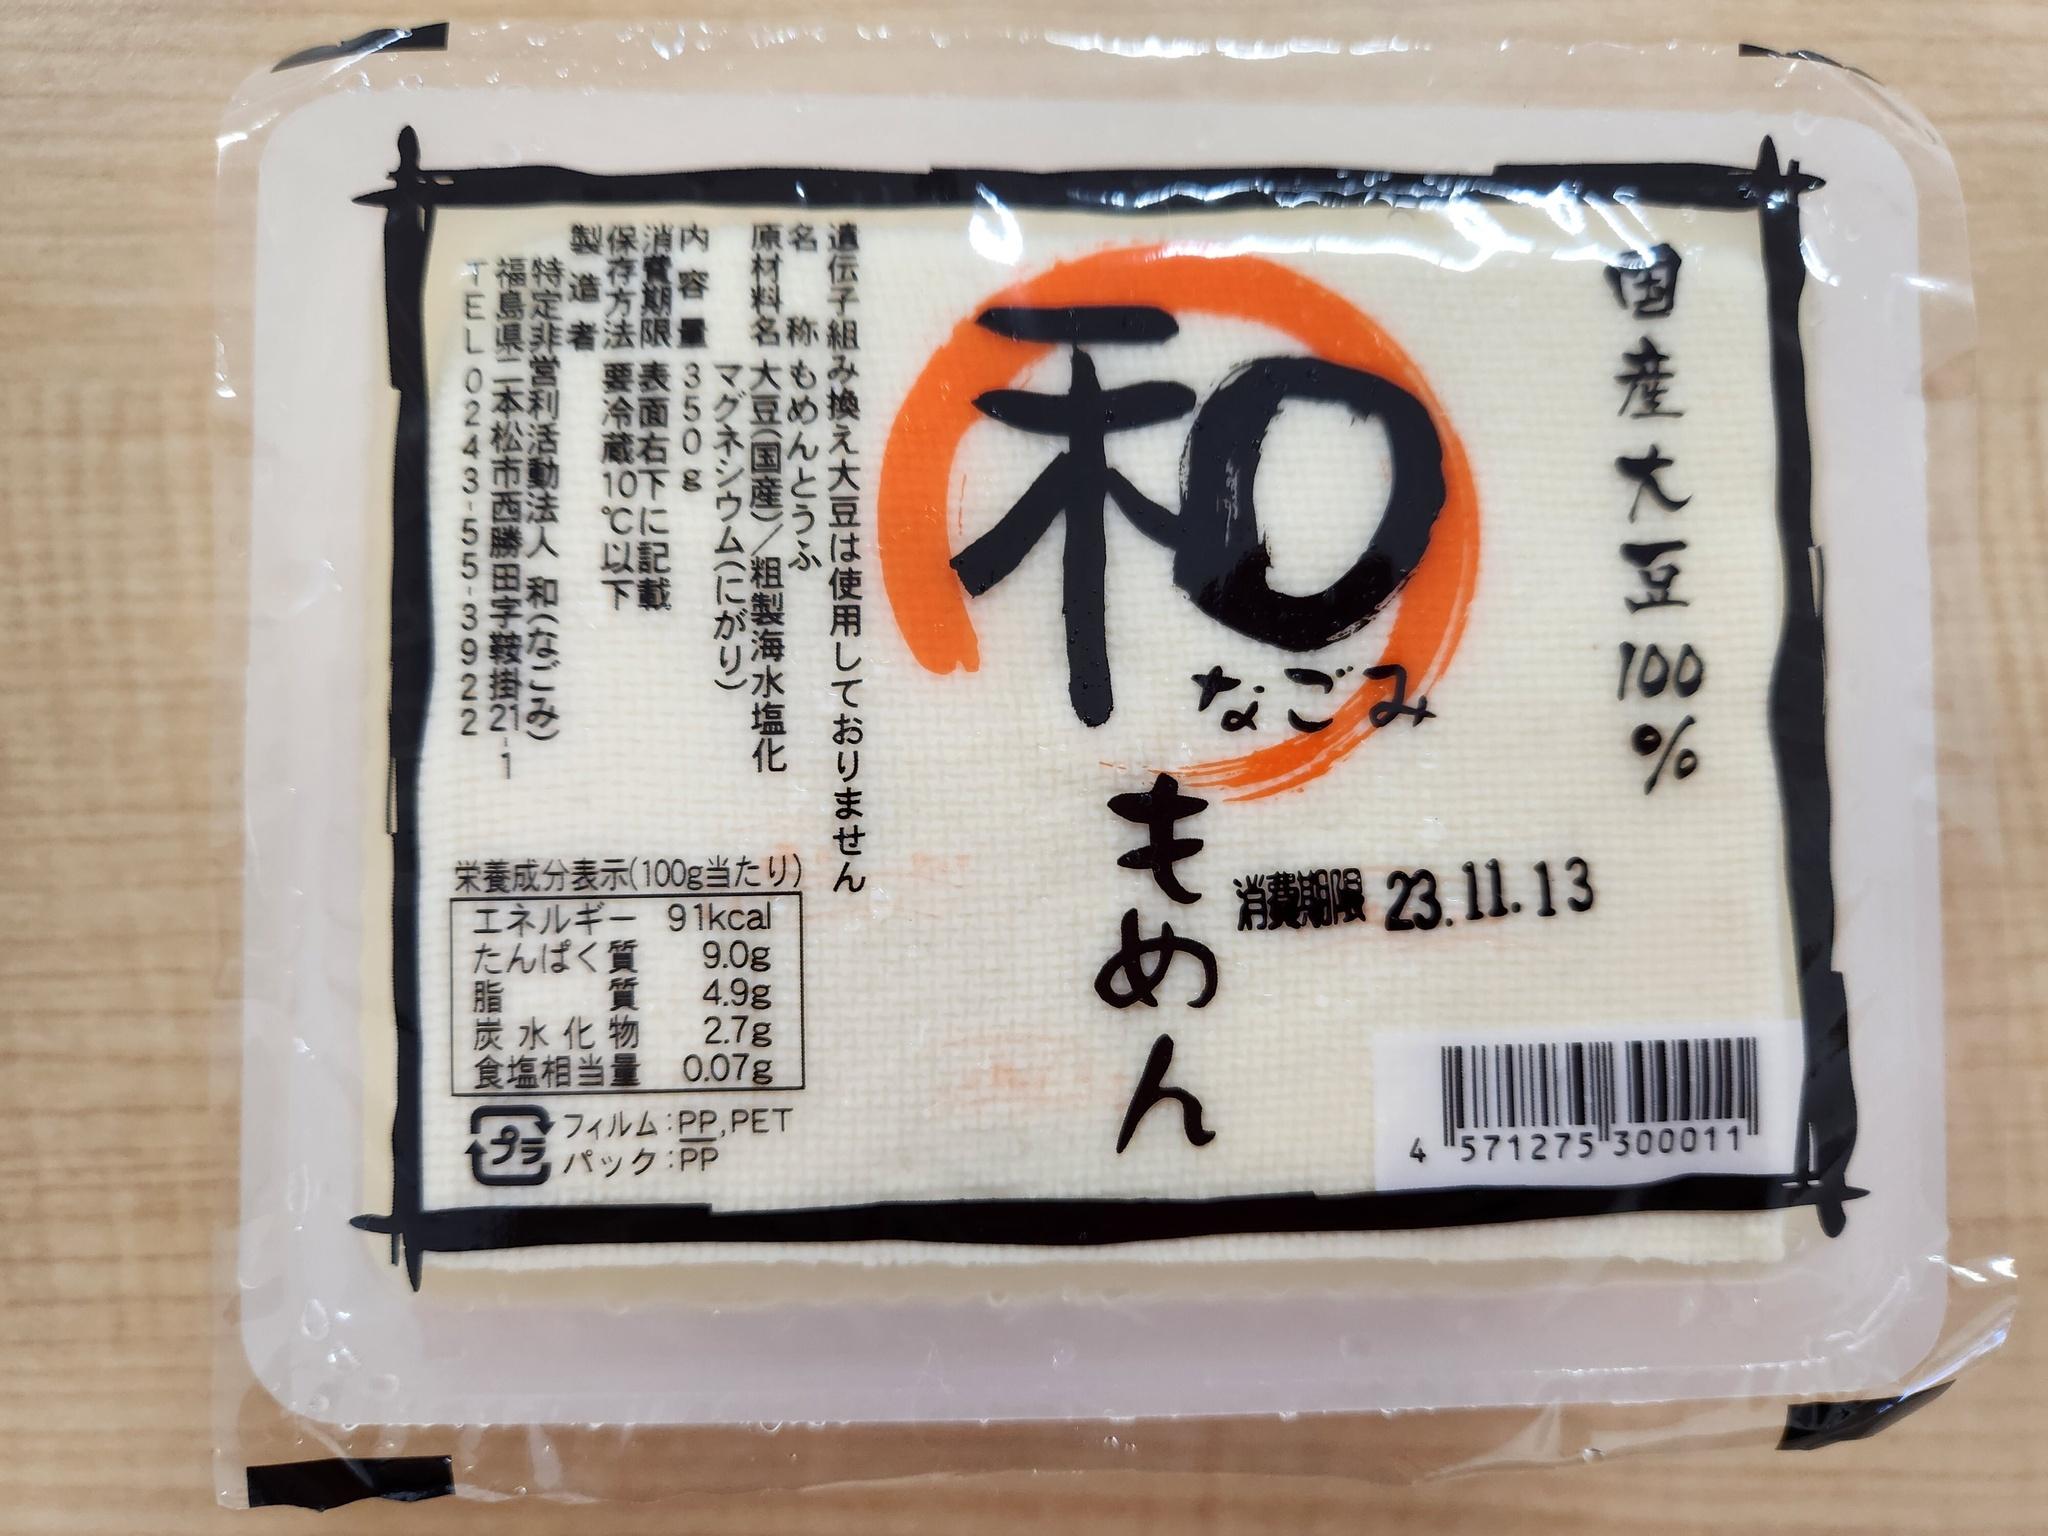 国産大豆100%
和
なごみ
もめん
消費期限 23.11.13
4 571275 300011
遺伝子組み換え大豆は使用しておりません
名称 もめんとうふ
原材料名 大豆(国産)/粗製海水塩化
マグネシウム(にがり)
内容量 350g
消費期限 表面右下に記載
保存方法 要冷蔵10℃以下
製造者
特定非営利活動法人 和(なごみ)
福島県二本松市西勝田字鞍掛21-1
TEL0243-55-3922
栄養成分表示(100g当たり)
エネルギー 91kcal
たんぱく質 9.0g
脂質 4.9g
炭水化物 2.7g
食塩相当量 0.07g
プラ
フィルム:PP,PET
パック:PP